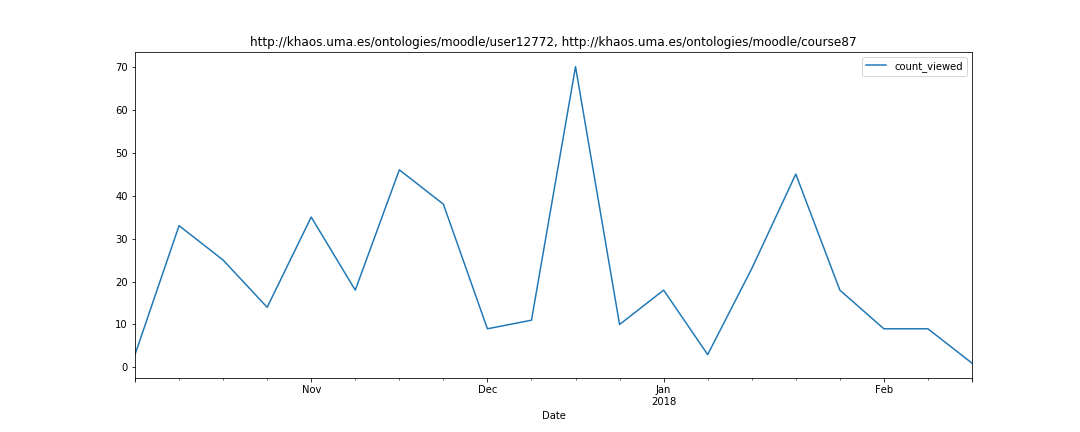 http://khaos.uma.es/ontologies/moodle/user12772, http://khaos.uma.es/ontologies/moodle/course87
count_viewed
70
60
50
40
30
20
10
0
Nov
Dec
Jan
2018
Feb
Date